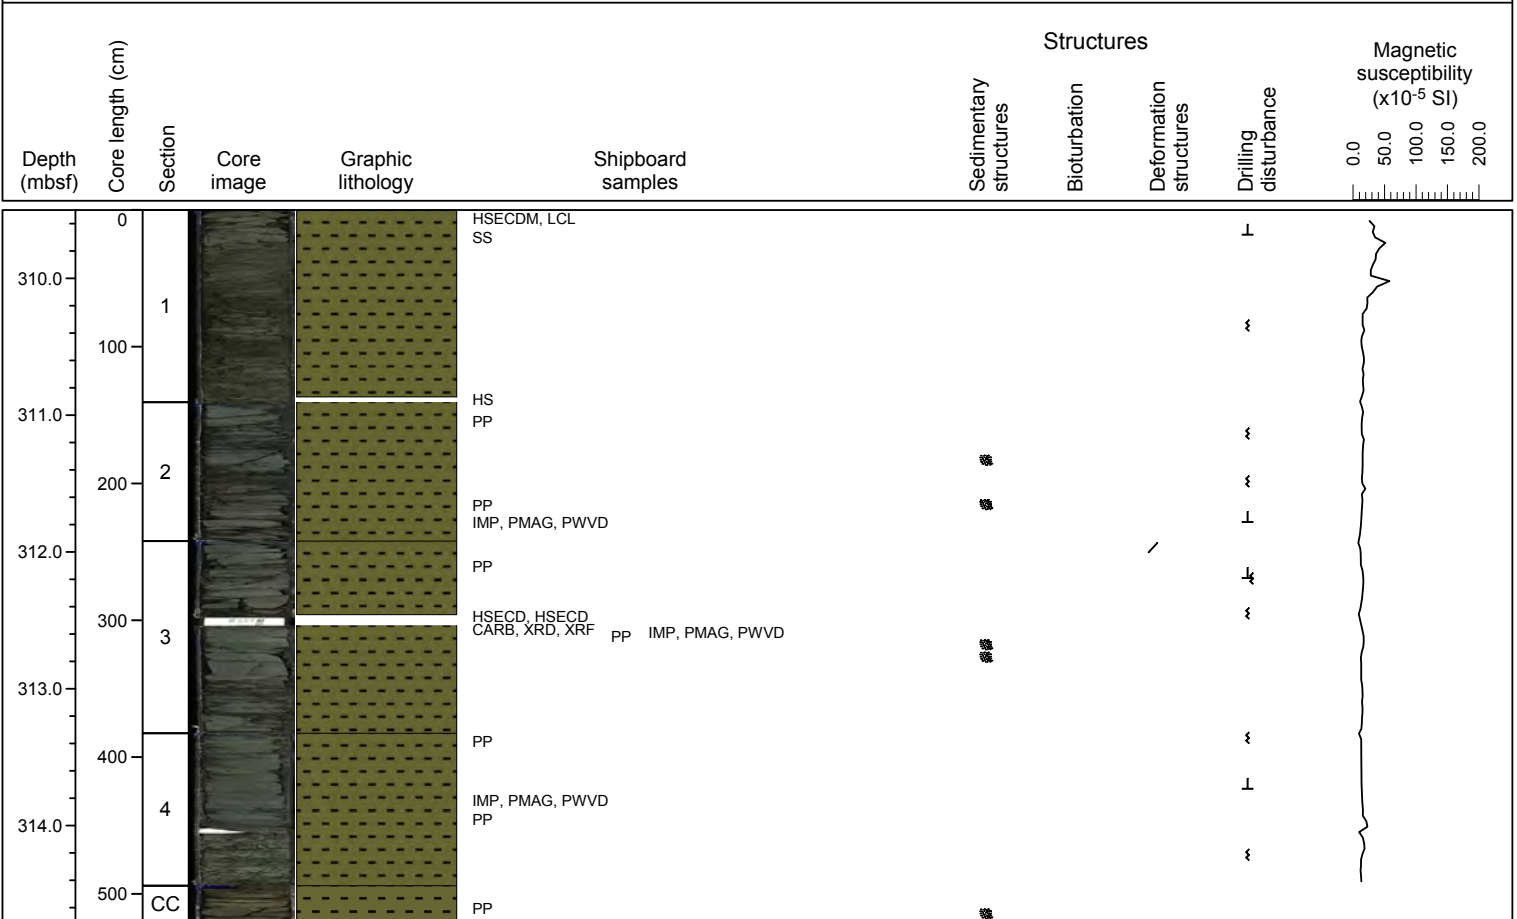 Structures
Magnetic
susceptibility
(x10-5 SI)
Depth
(mbsf)
Core length (cm)
Section
Core
image
Graphic
lithology
Shipboard
samples
Sedimentary
structures
Bioturbation
Deformation
structures
Drilling
disturbance
0.0 50.0 100.0 150.0 200.0
0
HSECDM, LCL
SS
310.0
1
100
HS
311.0
PP
2
200
PP
IMP, PMAG, PWVD
312.0
PP
300
HSECD, HSECD
CARB, XRD, XRF PP IMP, PMAG, PWVD
3
313.0
PP
400
IMP, PMAG, PWVD
4
PP
314.0
500
CC
PP